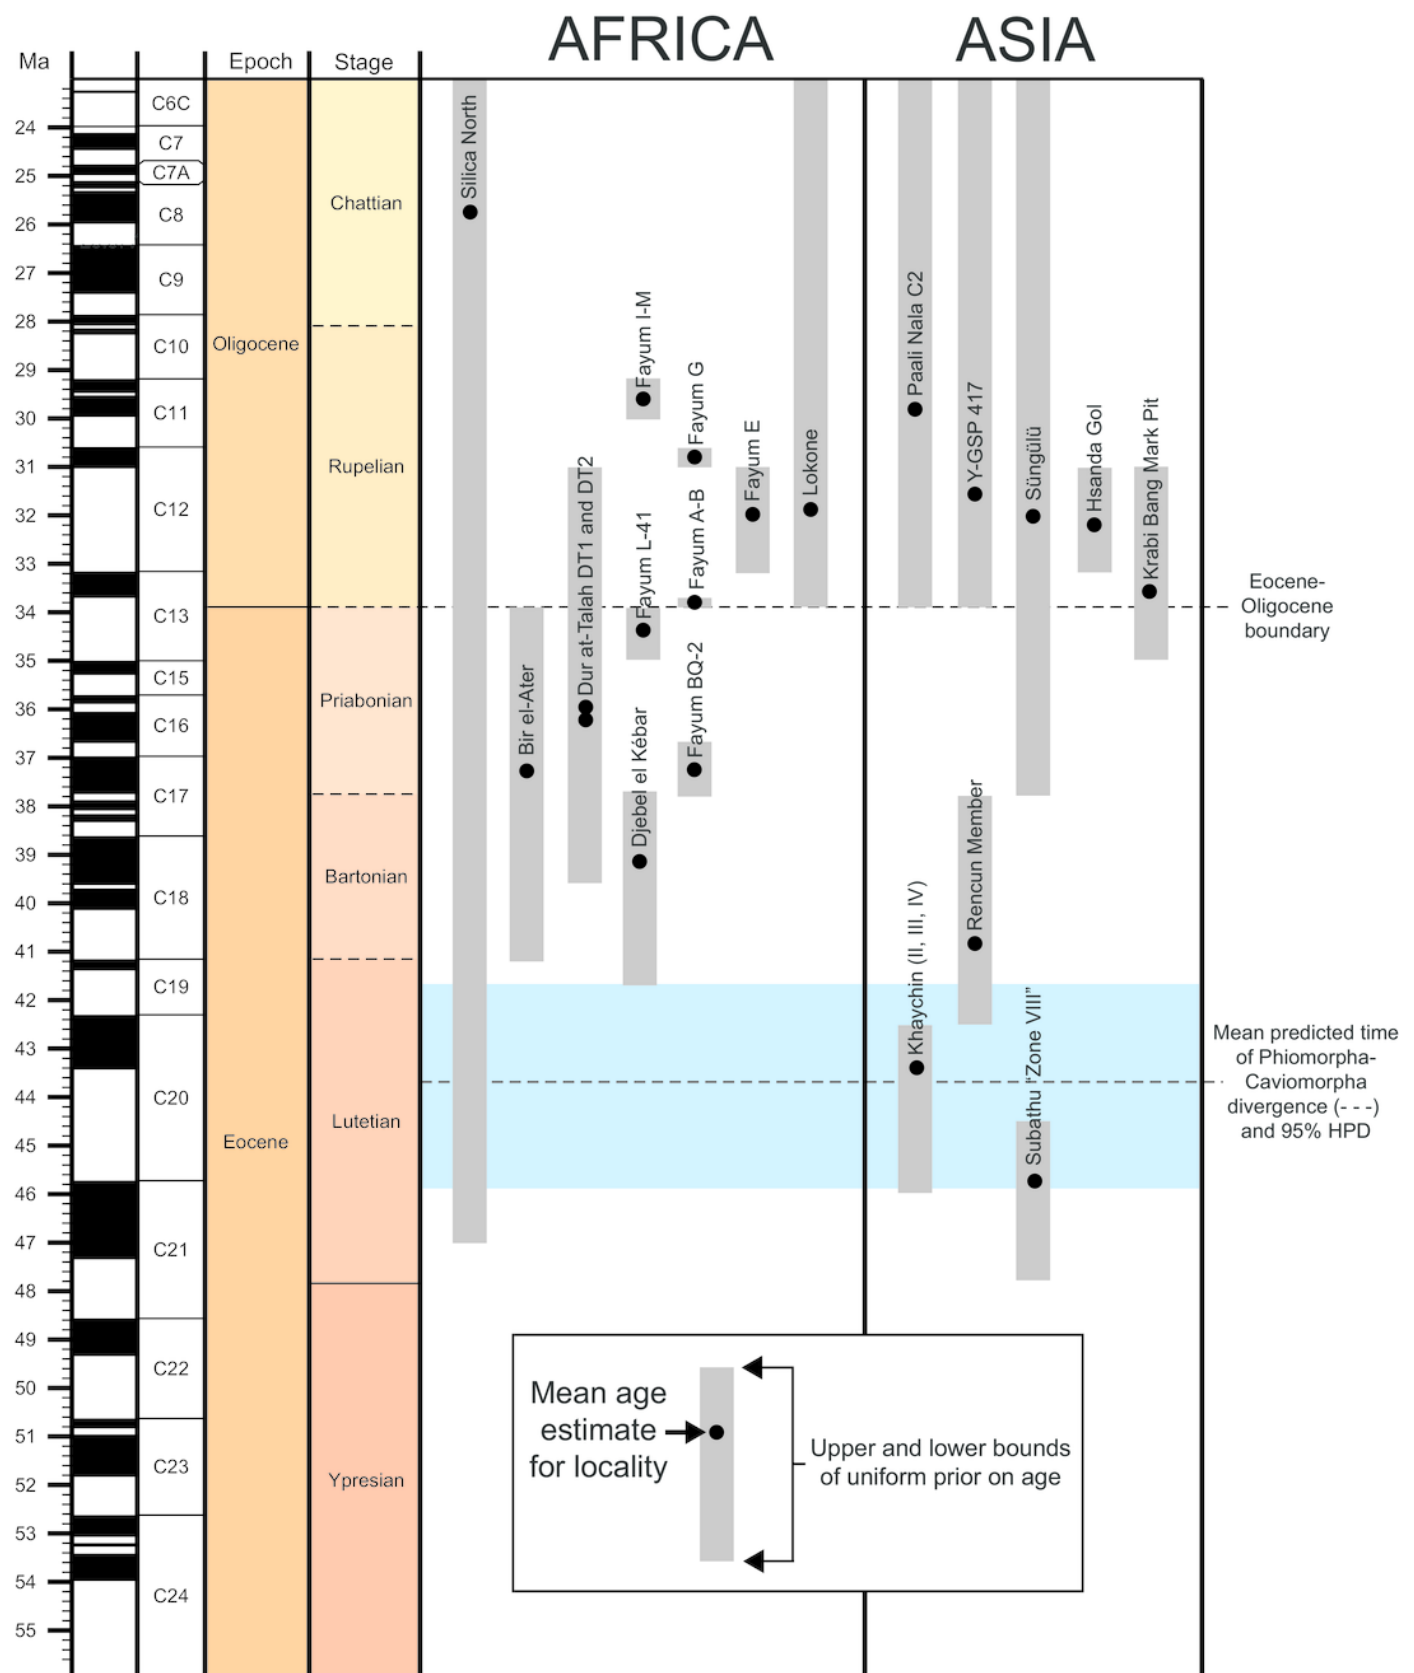 AFRICA
ASIA
Ma
Epoch
Stage
24
25
26
27
28
29
30
31
32
33
34
35
36
37
38
39
40
41
42
43
44
45
46
47
48
49
50
51
52
53
54
55
C6C
C7
C7A
C8
C9
C10
C11
C12
C13
C15
C16
C17
C18
C19
C20
C21
C22
C23
C24
Oligocene
Eocene
Chattian
Rupelian
Priabonian
Bartonian
Lutetian
Ypresian
Silica North
Bir el-Ater
Dur at-Talah DT1 and DT2
Fayum I-M
Fayum L-41
Djebel el Kébar
Fayum G
Fayum A-B
Fayum BQ-2
Fayum E
Lokone
Paali Nala C2
Khaychin (II, III, IV)
Y-GSP 417
Rencun Member
Süngülü
Subathu "Zone VIII"
Hsanda Gol
Krabi Bang Mark Pit
Eocene-
Oligocene
boundary
Mean predicted time
of Phiomorpha-
Caviomorpha
divergence (- - -)
and 95% HPD
Mean age
estimate
for locality
Upper and lower bounds
of uniform prior on age